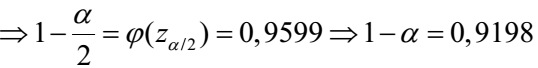 ⇒ 1 − α/2 = φ(z_{α/2}) = 0,9599 ⇒ 1 − α = 0,9198